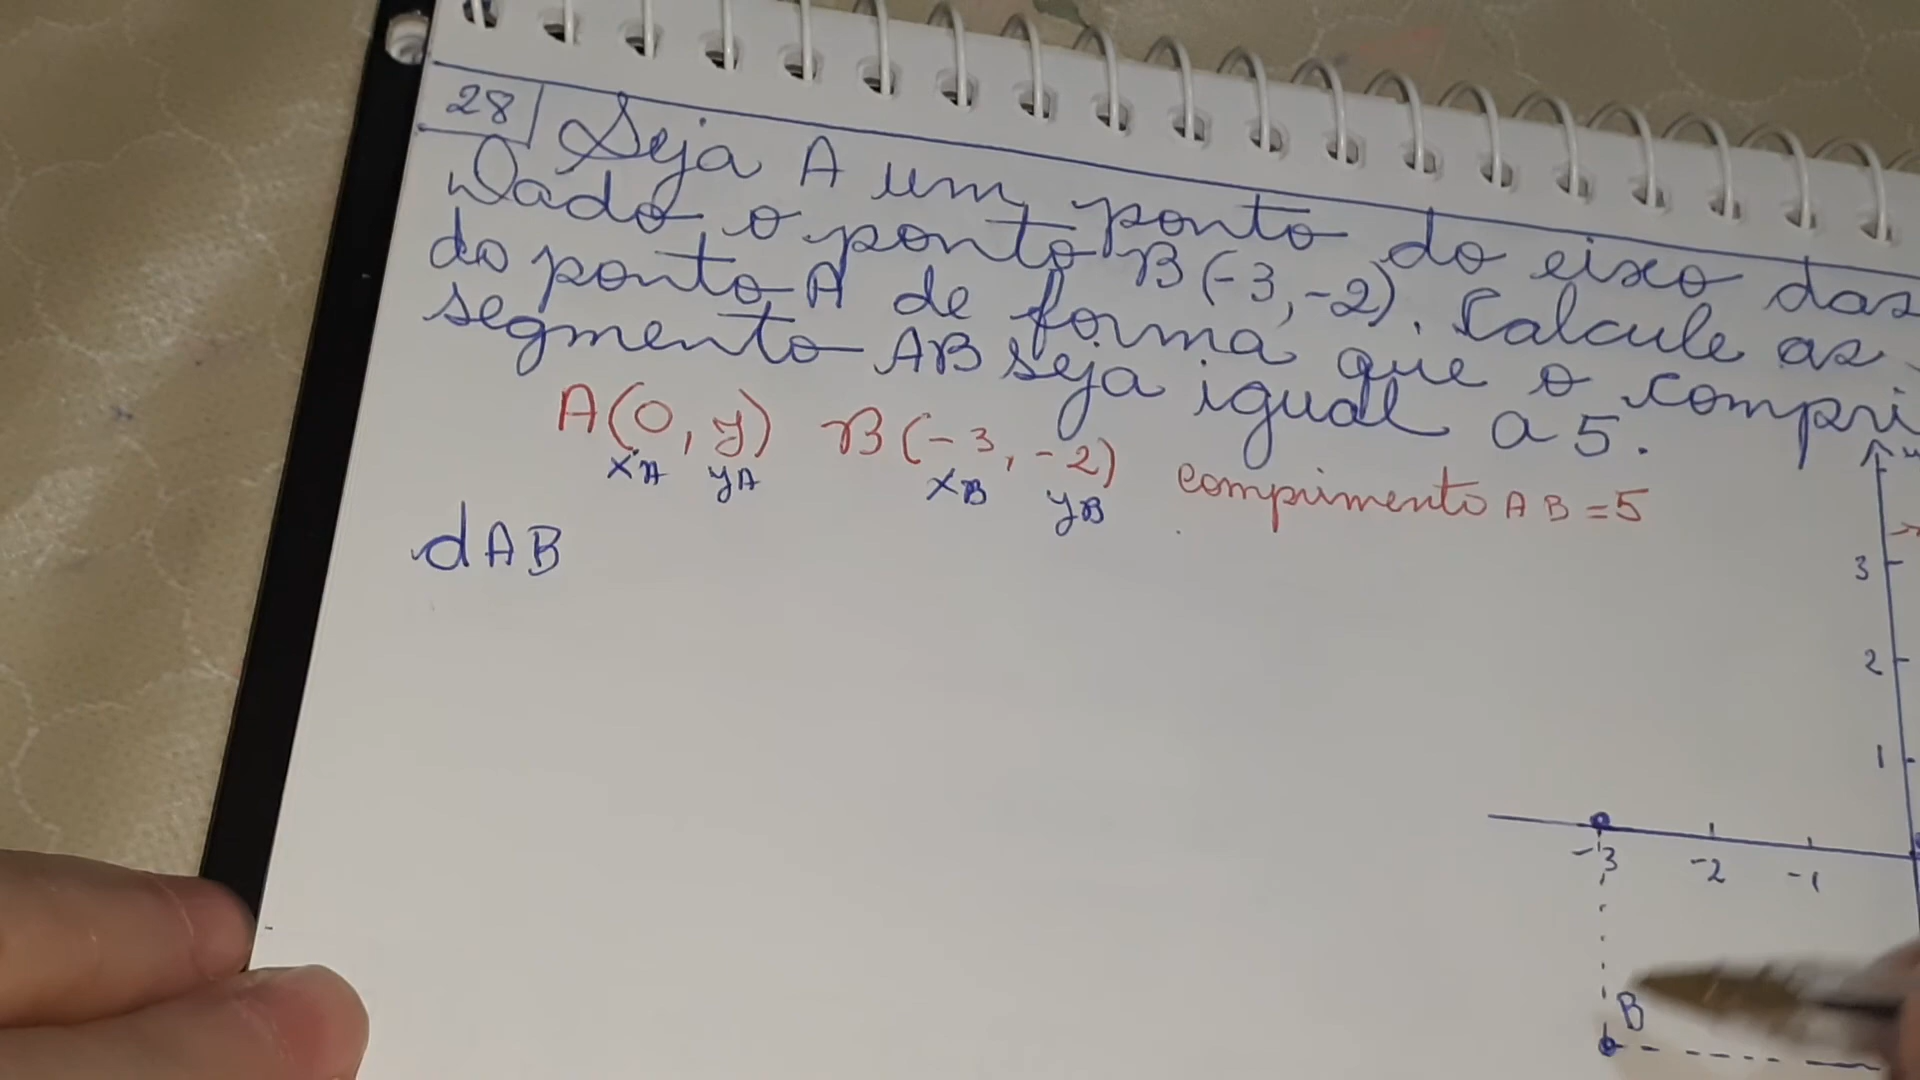 28 Seja A um ponto do eixo das
Dado o ponto B(-3,-2). Calcule as
do ponto A de forma que o compri
segmento AB seja igual a 5.
A(0, y) B(-3, -2) comprimento AB = 5
xA yA xB yB
dAB
3
2
1
-3 -2 -1
B